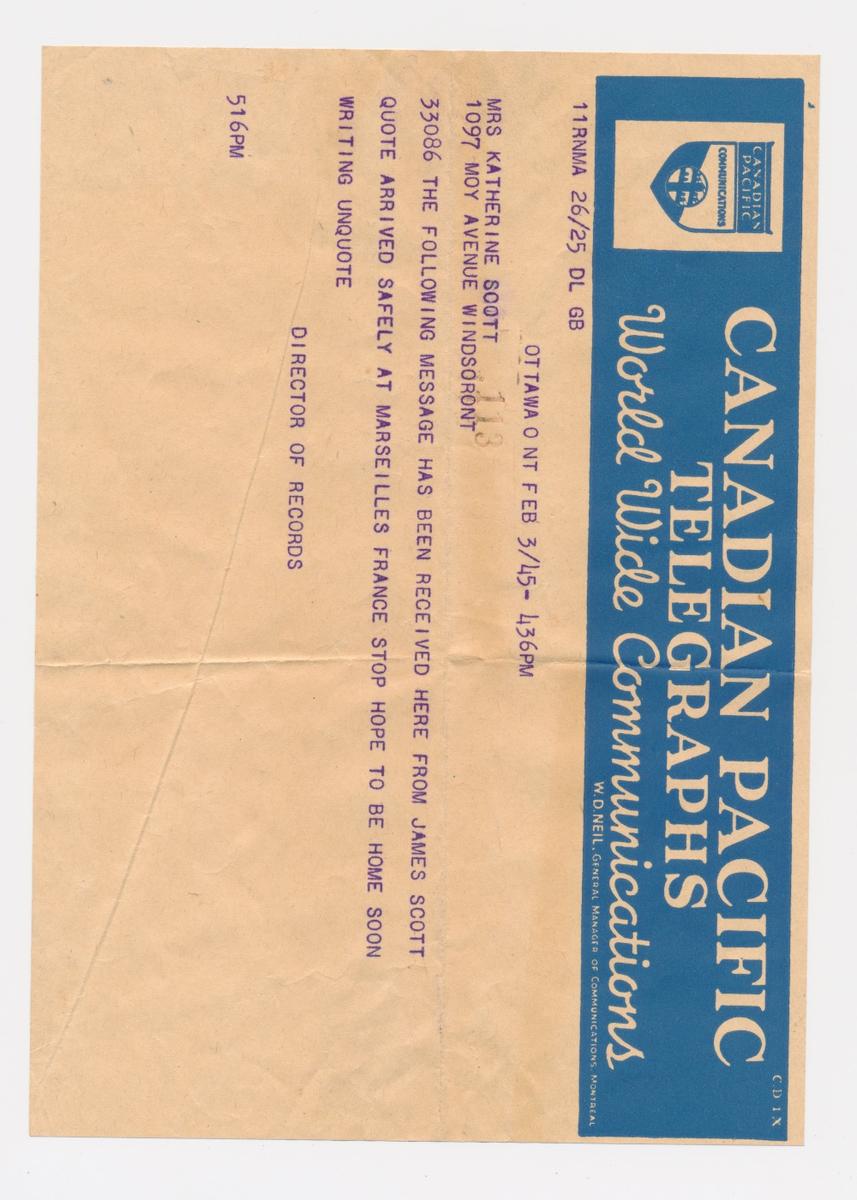 CD1X
CANADIAN PACIFIC
COMMUNICATIONS
CANADIAN PACIFIC
TELEGRAPHS
World Wide Communications
W.D.NEIL, GENERAL MANAGER OF COMMUNICATIONS, MONTREAL
11RNMA 26/25 DL GB
OTTAWA O NT FEB 3/45- 436PM
113
MRS KATHERINE SCOTT
1097 MOY AVENUE WINDSORONT
33086 THE FOLLOWING MESSAGE HAS BEEN RECEIVED HERE FROM JAMES SCOTT
QUOTE ARRIVED SAFELY AT MARSEILLES FRANCE STOP HOPE TO BE HOME SOON
WRITING UNQUOTE
DIRECTOR OF RECORDS
516PM